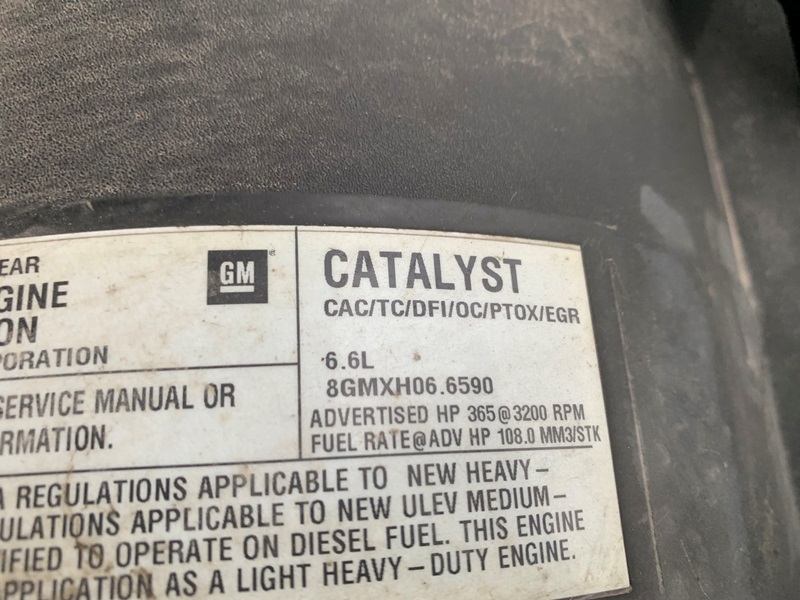 EAR
GINE
ON
PORATION
GM
CATALYST
CAC/TC/DFI/OC/PTOX/EGR
6.6L
8GMXH06.6590
ADVERTISED HP 365@3200 RPM
FUEL RATE@ADV HP 108.0 MM3/STK
SERVICE MANUAL OR
RMATION.
A REGULATIONS APPLICABLE TO NEW HEAVY-
ULATIONS APPLICABLE TO NEW ULEV MEDIUM-
IFIED TO OPERATE ON DIESEL FUEL. THIS ENGINE
APPLICATION AS A LIGHT HEAVY-DUTY ENGINE.